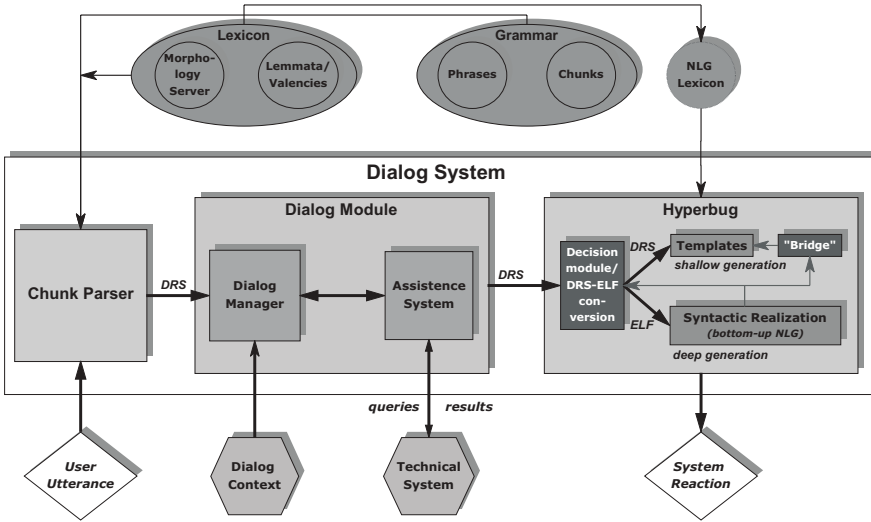 Lexicon
Morpho-
logy
Server
Lemmata/
Valencies
Grammar
Phrases
Chunks
NLG
Lexicon
Dialog System
Chunk Parser
DRS
Dialog Module
Dialog
Manager
Assistence
System
DRS
Hyperbug
Decision
module/
DRS-ELF
con-
version
DRS
Templates
"Bridge"
shallow generation
ELF
Syntactic Realization
(bottom-up NLG)
deep generation
queries results
User
Utterance
Dialog
Context
Technical
System
System
Reaction